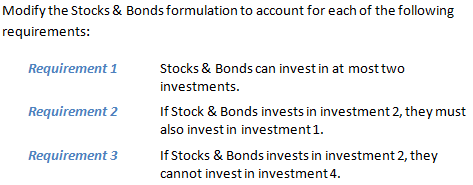 Modify the Stocks & Bonds formulation to account for each of the following
requirements:
Requirement 1 Stocks & Bonds can invest in at most two
investments.
Requirement 2 If Stock & Bonds invests in investment 2, they must
also invest in investment 1.
Requirement 3 If Stocks & Bonds invests in investment 2, they
cannot invest in investment 4.